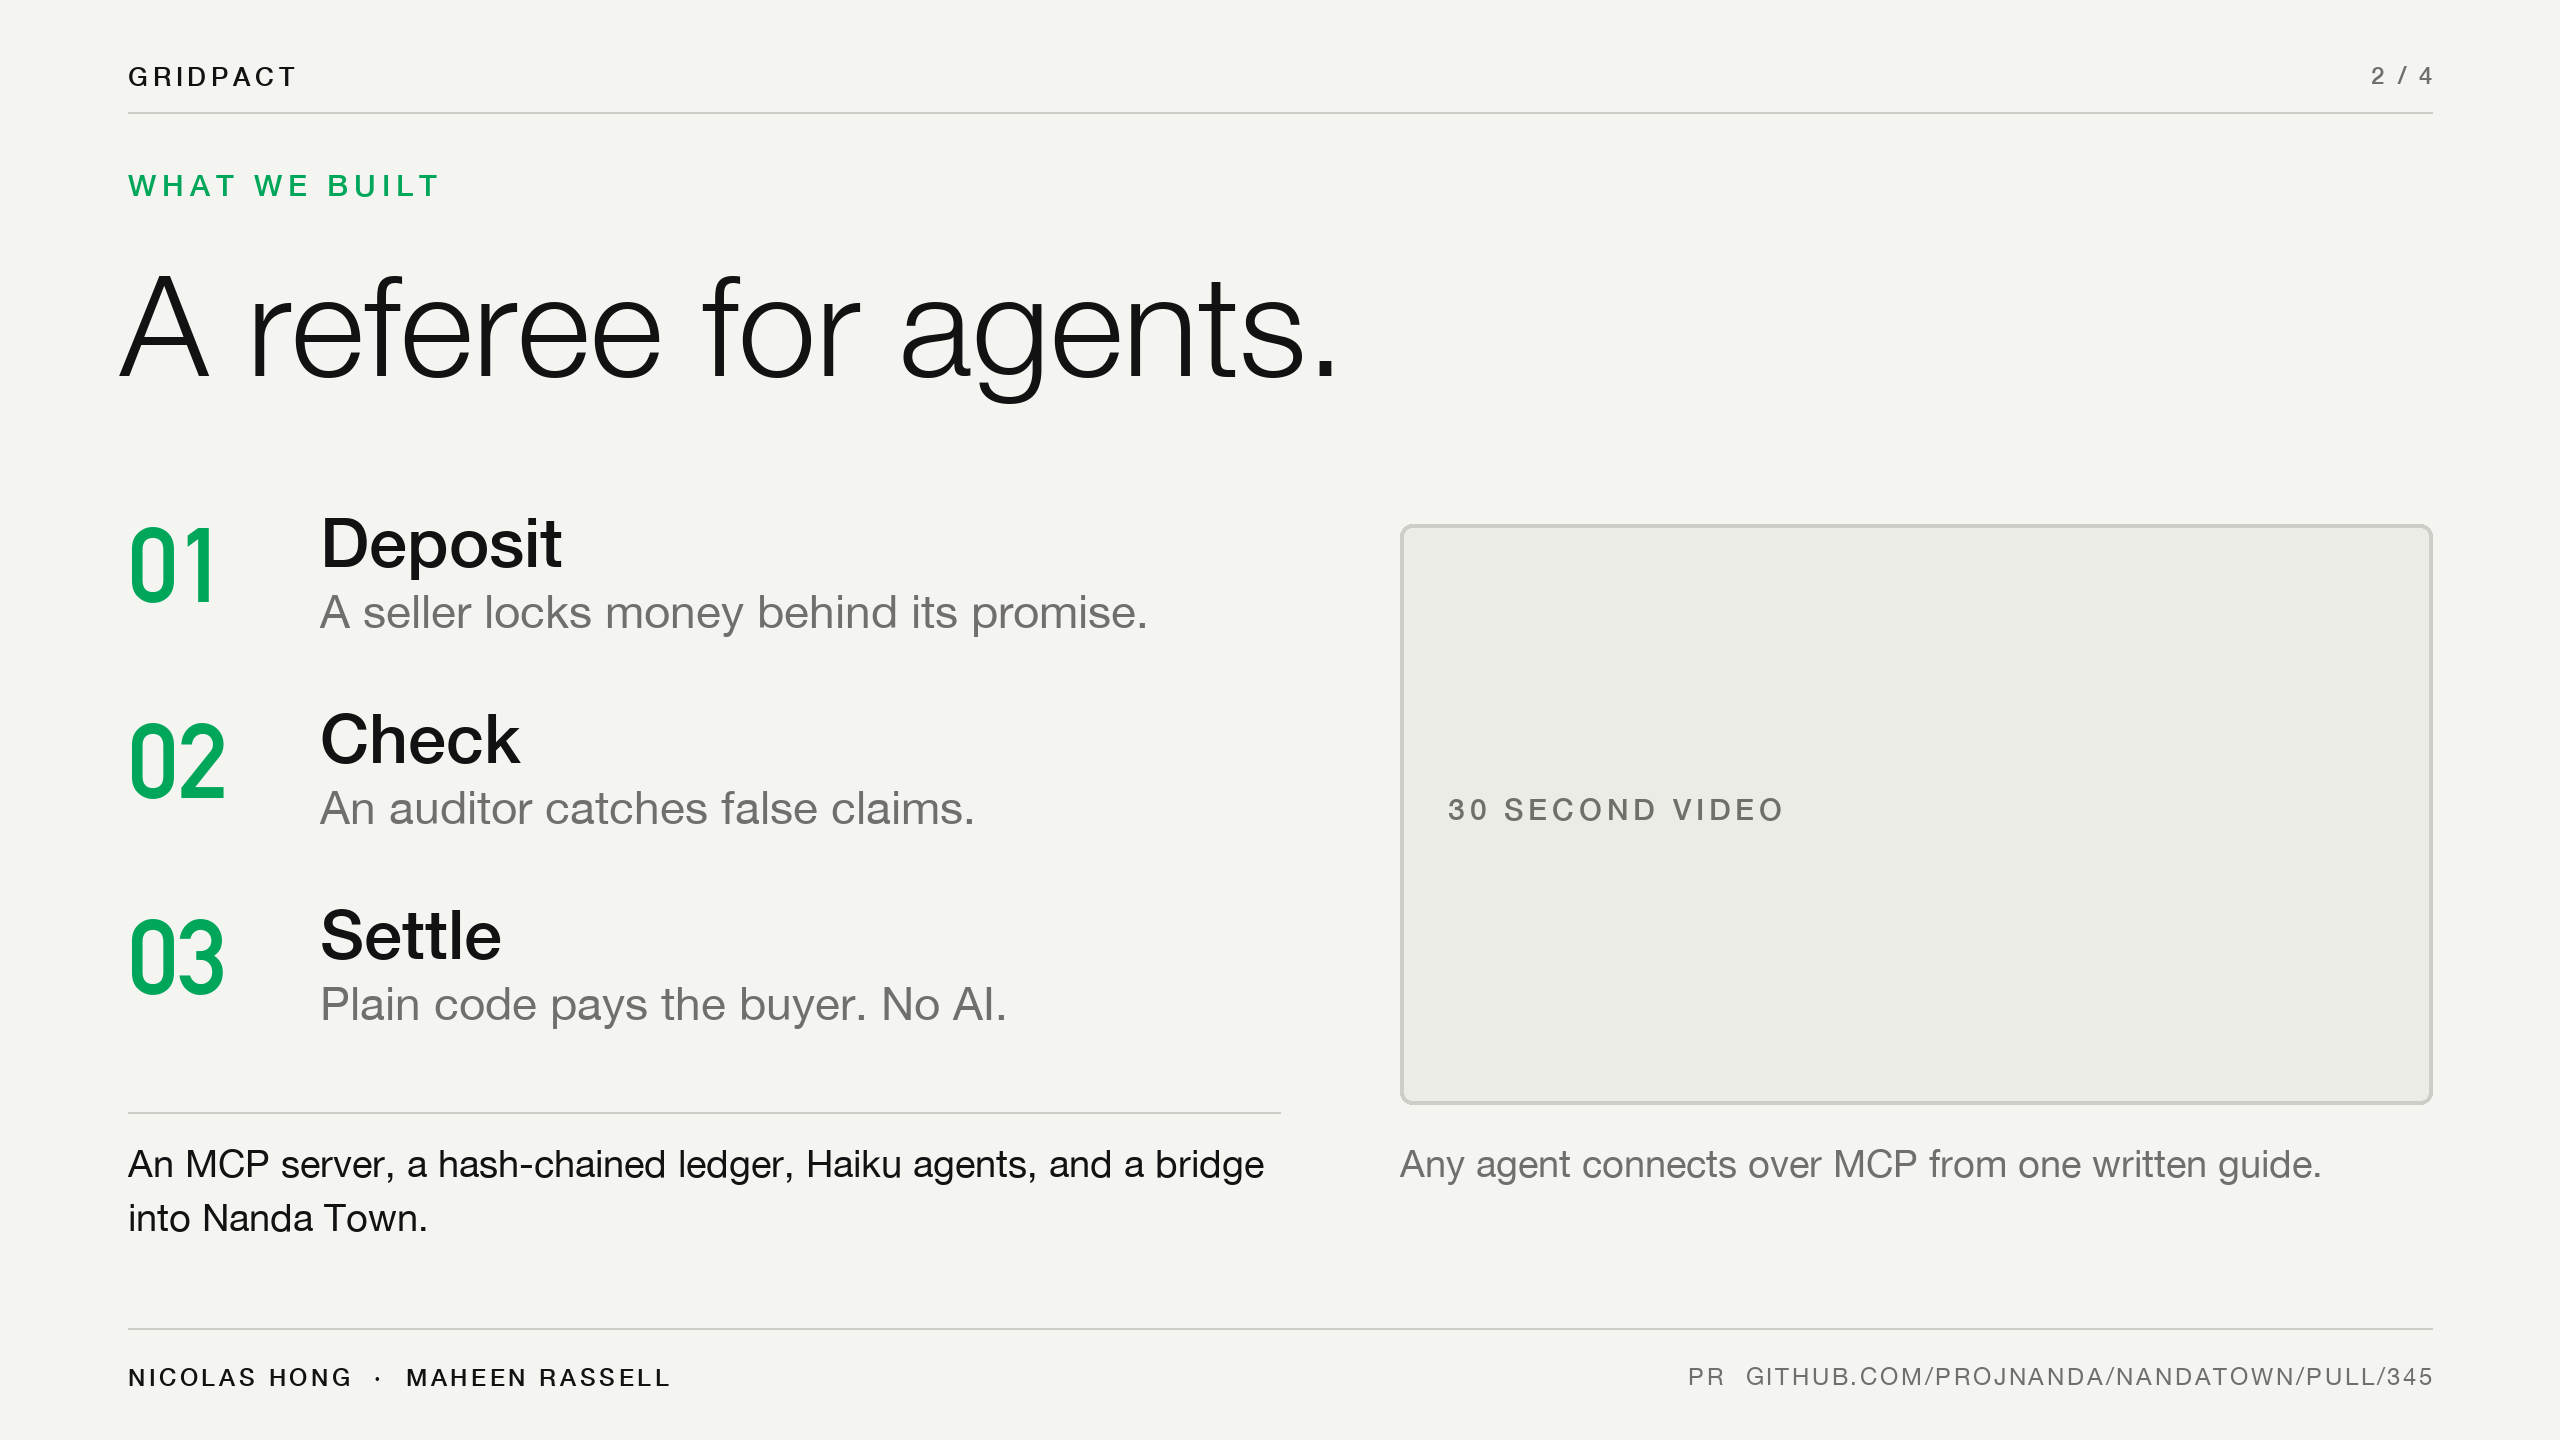 GRIDPACT
2 / 4
WHAT WE BUILT
A referee for agents.
01
Deposit
A seller locks money behind its promise.
02
Check
An auditor catches false claims.
03
Settle
Plain code pays the buyer. No AI.
30 SECOND VIDEO
An MCP server, a hash-chained ledger, Haiku agents, and a bridge
into Nanda Town.
Any agent connects over MCP from one written guide.
NICOLAS HONG · MAHEEN RASSELL
PR GITHUB.COM/PROJNANDA/NANDATOWN/PULL/345